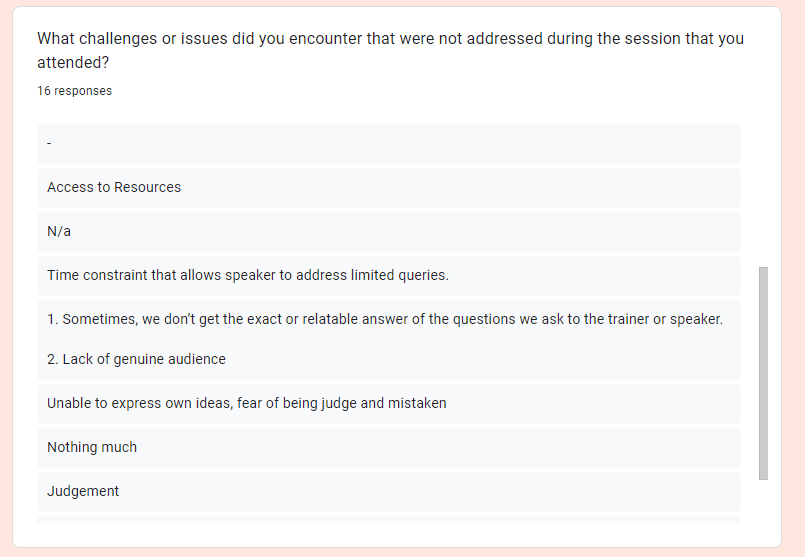 What challenges or issues did you encounter that were not addressed during the session that you
attended?
16 responses
-
Access to Resources
N/a
Time constraint that allows speaker to address limited queries.
1. Sometimes, we don't get the exact or relatable answer of the questions we ask to the trainer or speaker.
2. Lack of genuine audience
Unable to express own ideas, fear of being judge and mistaken
Nothing much
Judgement